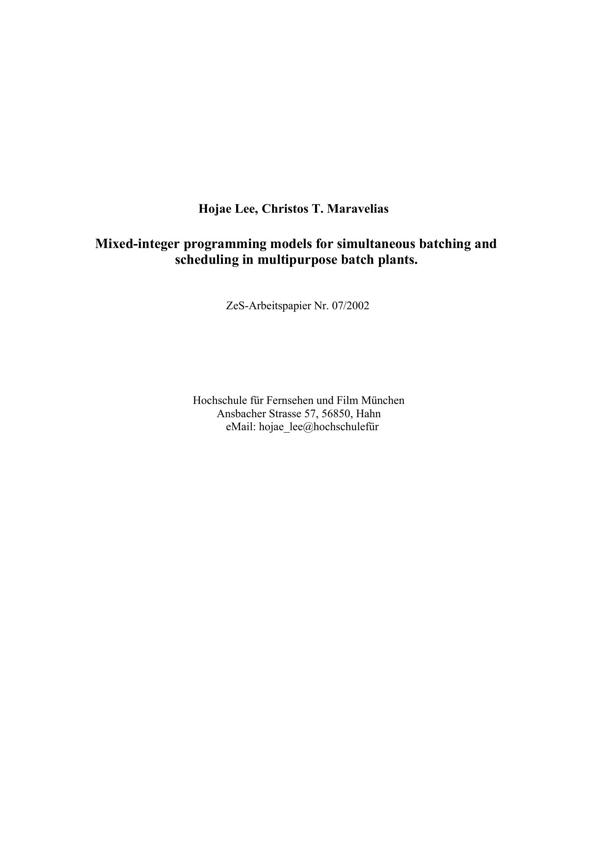 Hojae Lee, Christos T. Maravelias
Mixed-integer programming models for simultaneous batching and
scheduling in multipurpose batch plants.
ZeS-Arbeitspapier Nr. 07/2002
Hochschule für Fernsehen und Film München
Ansbacher Strasse 57, 56850, Hahn
eMail: hojae_lee@hochschulefür